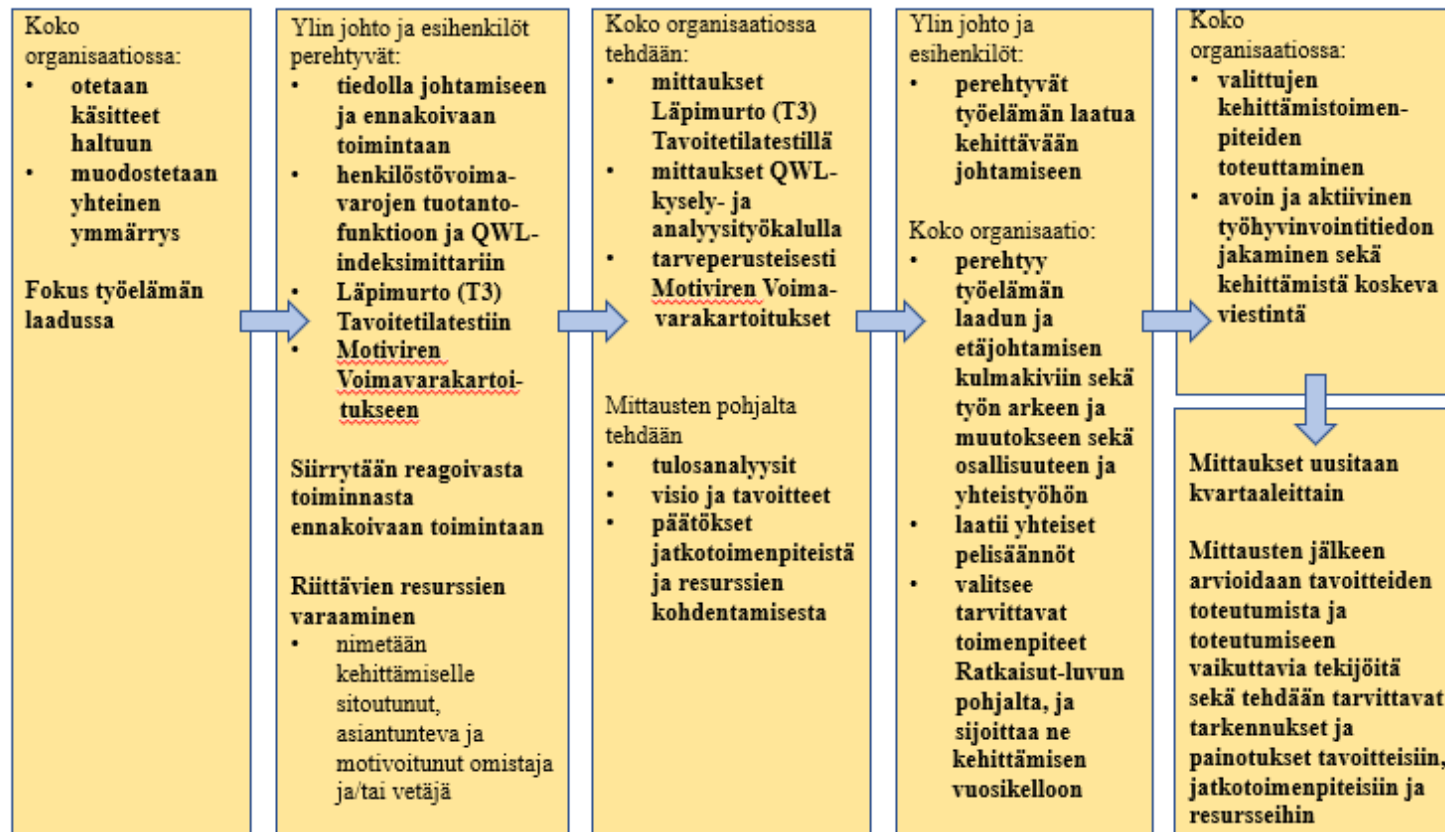 Koko
organisaatiossa:
• otetaan
käsitteet
haltuun
• muodostetaan
yhteinen
ymmärrys
Fokus työelämän
laadussa
Ylin johto ja esihenkilöt
perehtyvät:
• tiedolla johtamiseen
ja ennakoivaan
toimintaan
• henkilöstövoima-
varojen tuotanto-
funktioon ja QWL-
indeksimittariin
• Läpimurto (T3)
Tavoitetilatestiin
• Motiviren
Voimavarakartoi-
tukseen
Siirrytään reagoivasta
toiminnasta
ennakoivaan toimintaan
Riittävien resurssien
varaaminen
• nimetään
kehittämiselle
sitoutunut,
asiantunteva ja
motivoitunut omistaja
ja/tai vetäjä
Koko organisaatiossa
tehdään:
• mittaukset
Läpimurto (T3)
Tavoitetilatestillä
• mittaukset QWL-
kysely- ja
analyysityökalulla
• tarveperusteisesti
Motiviren Voima-
varakartoitukset
Mittausten pohjalta
tehdään
• tulosanalyysit
• visio ja tavoitteet
• päätökset
jatkotoimenpiteistä
ja resurssien
kohdentamisesta
Ylin johto ja
esihenkilöt:
• perehtyvät
työelämän laatua
kehittävään
johtamiseen
Koko organisaatio:
• perehtyy
työelämän
laadun ja
etäjohtamisen
kulmakiviin sekä
työn arkeen ja
muutokseen sekä
osallisuuteen ja
yhteistyöhön
• laatii yhteiset
pelisäännöt
• valitsee
tarvittavat
toimenpiteet
Ratkaisut-luvun
pohjalta, ja
sijoittaa ne
kehittämisen
vuosikelloon
Koko
organisaatiossa:
• valittujen
kehittämistoimen-
piteiden
toteuttaminen
• avoin ja aktiivinen
työhyvinvointitiedon
jakaminen sekä
kehittämistä koskeva
viestintä
Mittaukset uusitaan
kvartaaleittain
Mittausten jälkeen
arvioidaan tavoitteiden
toteutumista ja
toteutumiseen
vaikuttavia tekijöitä
sekä tehdään tarvittavat
tarkennukset ja
painotukset tavoitteisiin,
jatkotoimenpiteisiin ja
resursseihin